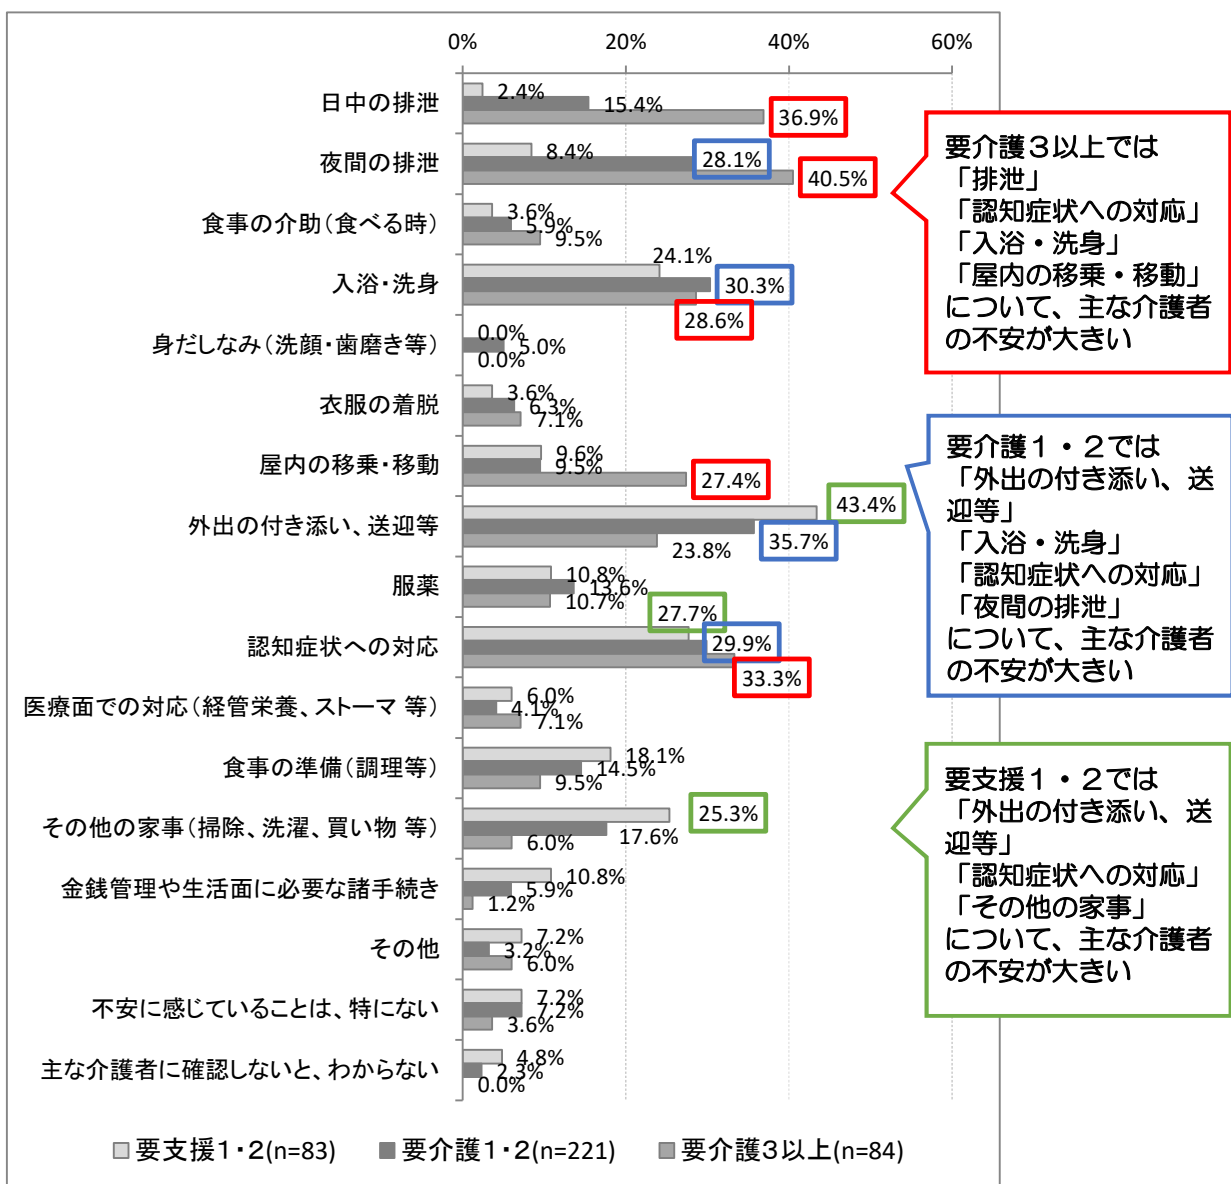 0% 20% 40% 60%
日中の排泄 2.4% 15.4% 36.9%
夜間の排泄 8.4% 28.1% 40.5%
食事の介助(食べる時) 3.6% 5.9% 9.5%
入浴・洗身 24.1% 30.3% 28.6%
身だしなみ(洗顔・歯磨き等) 0.0% 5.0% 0.0%
衣服の着脱 3.6% 6.3% 7.1%
屋内の移乗・移動 9.6% 9.5% 27.4%
外出の付き添い、送迎等 43.4% 35.7% 23.8%
服薬 10.8% 13.6% 10.7%
認知症状への対応 27.7% 29.9% 33.3%
医療面での対応(経管栄養、ストーマ 等) 6.0% 4.1% 7.1%
食事の準備(調理等) 18.1% 14.5% 9.5%
その他の家事(掃除、洗濯、買い物 等) 25.3% 17.6% 6.0%
金銭管理や生活面に必要な諸手続き 10.8% 5.9% 1.2%
その他 7.2% 3.2% 6.0%
不安に感じていることは、特にない 7.2% 7.2% 3.6%
主な介護者に確認しないと、わからない 4.8% 2.3% 0.0%
要支援1・2(n=83) 要介護1・2(n=221) 要介護3以上(n=84)
要介護３以上では
「排泄」
「認知症状への対応」
「入浴・洗身」
「屋内の移乗・移動」
について、主な介護者
の不安が大きい
要介護１・２では
「外出の付き添い、送
迎等」
「入浴・洗身」
「認知症状への対応」
「夜間の排泄」
について、主な介護者
の不安が大きい
要支援１・２では
「外出の付き添い、送
迎等」
「認知症状への対応」
「その他の家事」
について、主な介護者
の不安が大きい